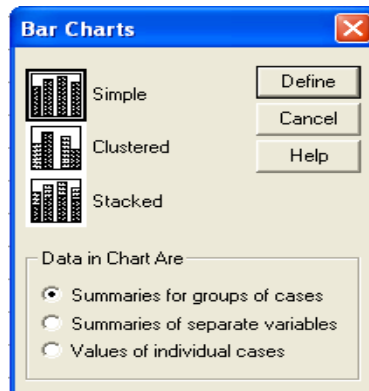 Bar Charts
Simple
Define
Cancel
Clustered
Help
Stacked
Data in Chart Are
Summaries for groups of cases
Summaries of separate variables
Values of individual cases